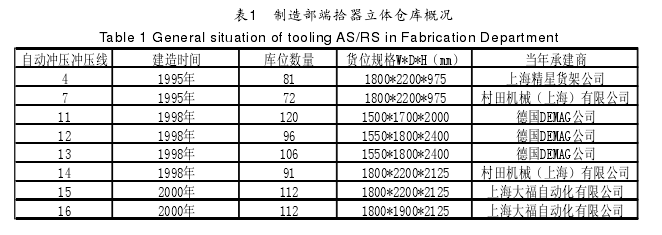 表1 制造部端拾器立体仓库概况
Table 1 General situation of tooling AS/RS in Fabrication Department
自动冲压冲压线 建造时间 库位数量 货位规格W*D*H（mm） 当年承建商
4 1995年 81 1800*2200*975 上海精星货架公司
7 1995年 72 1800*2200*975 村田机械（上海）有限公司
11 1998年 120 1500*1700*2000 德国DEMAG公司
12 1998年 96 1550*1800*2400 德国DEMAG公司
13 1998年 106 1550*1800*2400 德国DEMAG公司
14 1998年 91 1800*2200*2125 村田机械（上海）有限公司
15 2000年 112 1800*2200*2125 上海大福自动化有限公司
16 2000年 112 1800*1900*2125 上海大福自动化有限公司